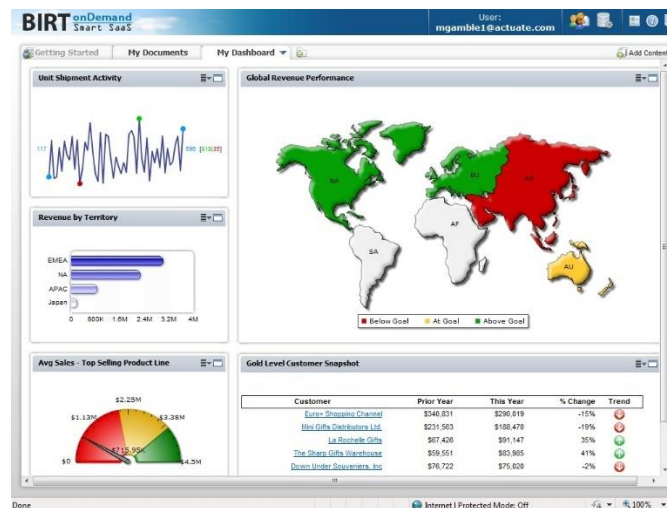 BIRT onDemand
Smart SaaS
User:
mgamble1@actuate.com
Getting Started
My Documents
My Dashboard
Add Content
Unit Shipment Activity
117
Global Revenue Performance
NA
EU
AS
AF
SA
AU
Below Goal
At Goal
Above Goal
Revenue by Territory
EMEA
NA
APAC
Japan
0 800K 1.6M 2.4M 3.2M 4M
Avg Sales - Top Selling Product Line
$2.25M
$1.13M
$3.38M
$0
$715.95K
$4.5M
Gold Level Customer Snapshot
Customer Prior Year This Year % Change Trend
Euro+ Shopping Channel $340,831 $290,019 -15%
Mini Gifts Distributors Ltd. $231,563 $188,470 -19%
La Rochelle Gifts $67,426 $91,147 35%
The Sharp Gifts Warehouse $59,551 $83,985 41%
Down Under Souveniers, Inc $76,722 $75,020 -2%
Done
Internet | Protected Mode: Off
100%